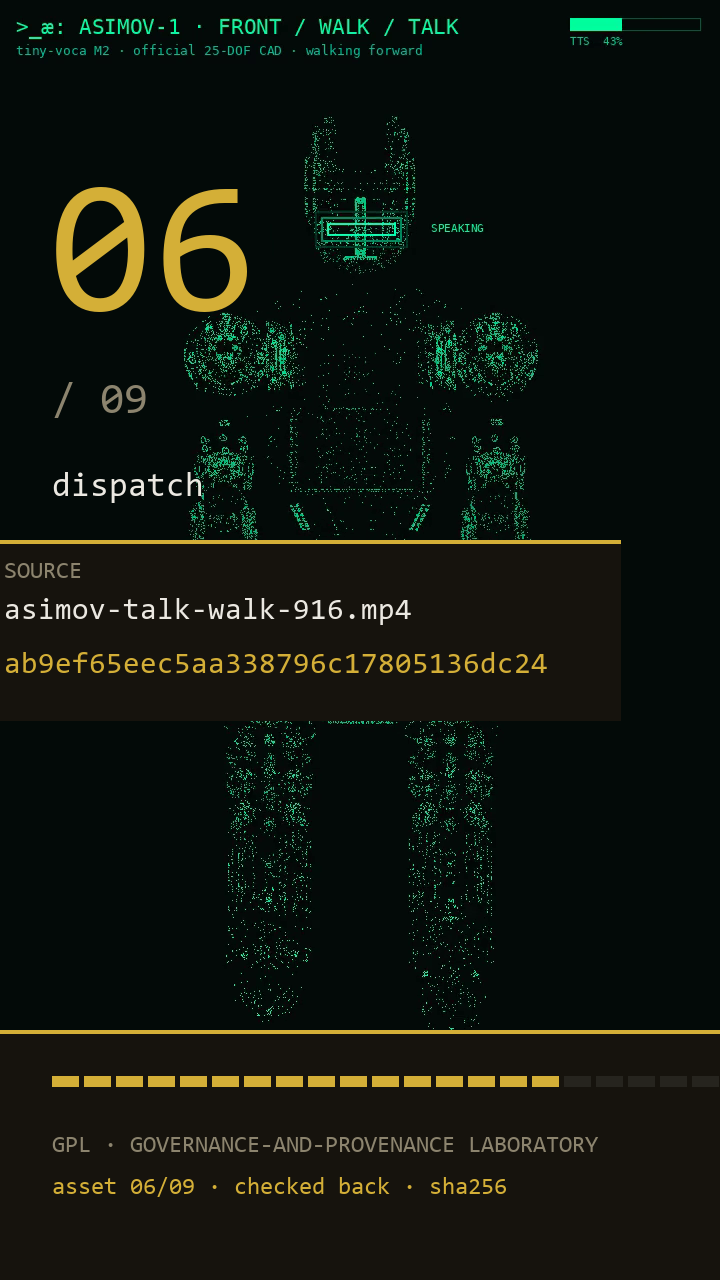 >_æ: ASIMOV-1 · FRONT / WALK / TALK
tiny-voca M2 · official 25-DOF CAD · walking forward
TTS 43%
06
SPEAKING
/ 09
dispatch
SOURCE
asimov-talk-walk-916.mp4
ab9ef65eec5aa338796c17805136dc24
GPL · GOVERNANCE-AND-PROVENANCE LABORATORY
asset 06/09 · checked back · sha256